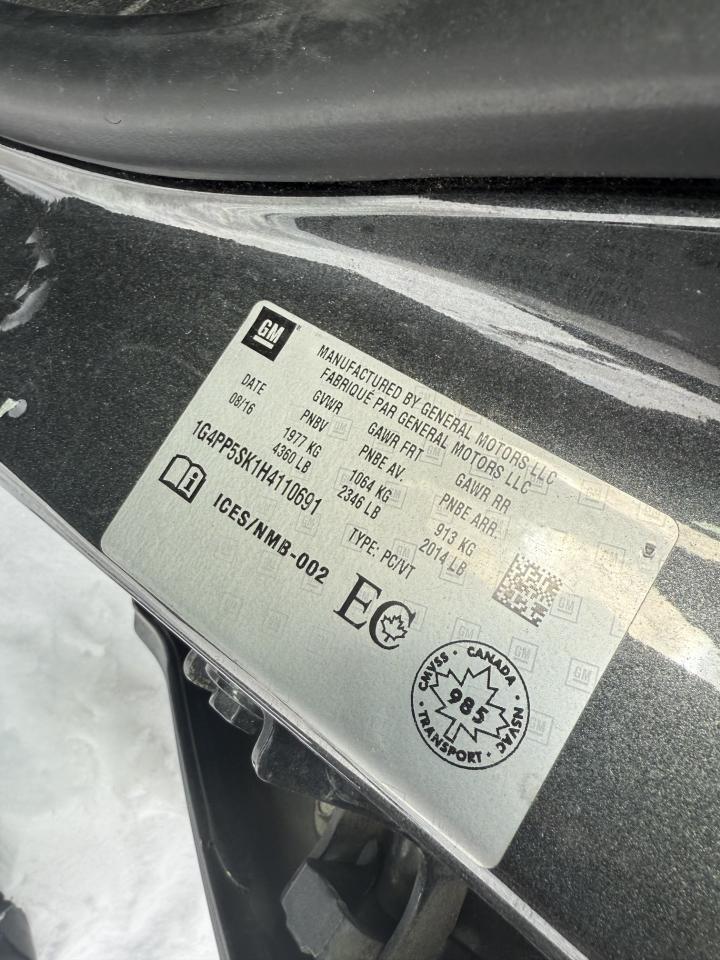 GM
MANUFACTURED BY GENERAL MOTORS LLC
FABRIQUÉ PAR GENERAL MOTORS LLC
DATE GVWR GAWR FRT GAWR RR
08/16 PNBV PNBE AV. PNBE ARR.
1977 KG 1064 KG 913 KG
4360 LB 2346 LB 2014 LB
1G4PP5SK1H4110691 TYPE: PC/VT
ICES/NMB-002
EC
CMVSS · CANADA · NSVAC · TRANSPORT ·
985